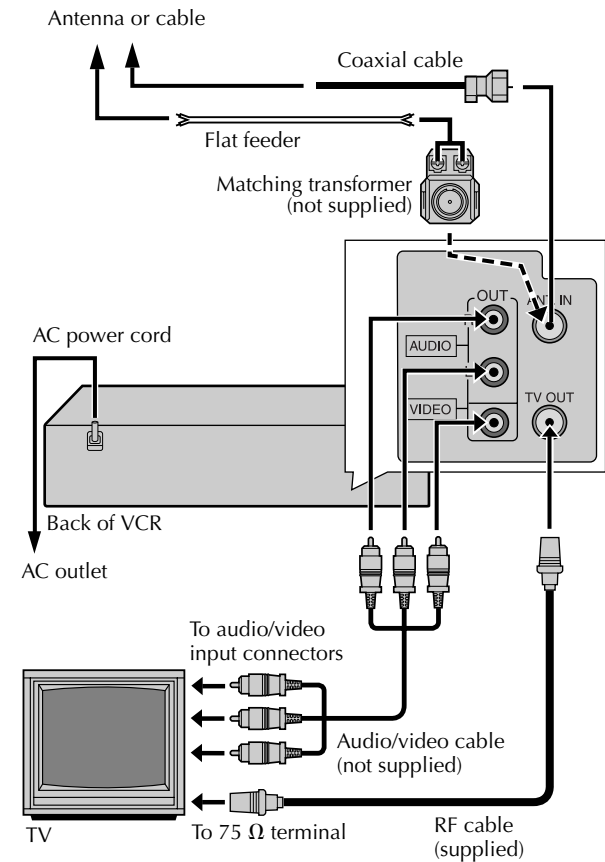 Antenna or cable
Coaxial cable
Flat feeder
Matching transformer
(not supplied)
OUT
ANT. IN
AC power cord
AUDIO
TV OUT
VIDEO
Back of VCR
AC outlet
To audio/video
input connectors
Audio/video cable
(not supplied)
TV
To 75 Ω terminal
RF cable
(supplied)